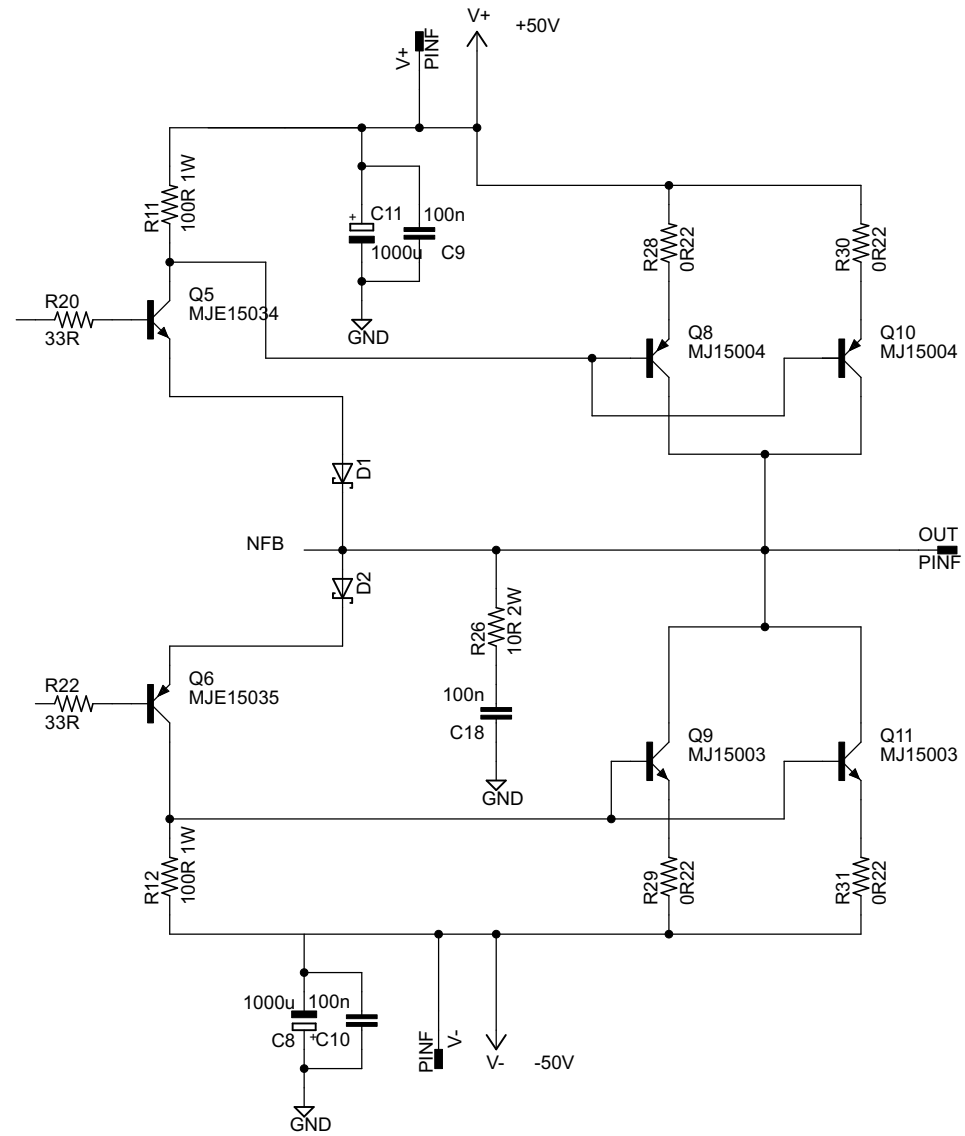 V+
+50V
V+
PINF
R11
100R 1W
C11
1000u
100n
C9
GND
R28
0R22
R30
0R22
R20
33R
Q5
MJE15034
Q8
MJ15004
Q10
MJ15004
D1
NFB
OUT
PINF
D2
R26
10R 2W
R22
33R
Q6
MJE15035
100n
C18
GND
Q9
MJ15003
Q11
MJ15003
R12
100R 1W
R29
0R22
R31
0R22
1000u
100n
C8
+
C10
PINF
V-
V-
-50V
GND
+